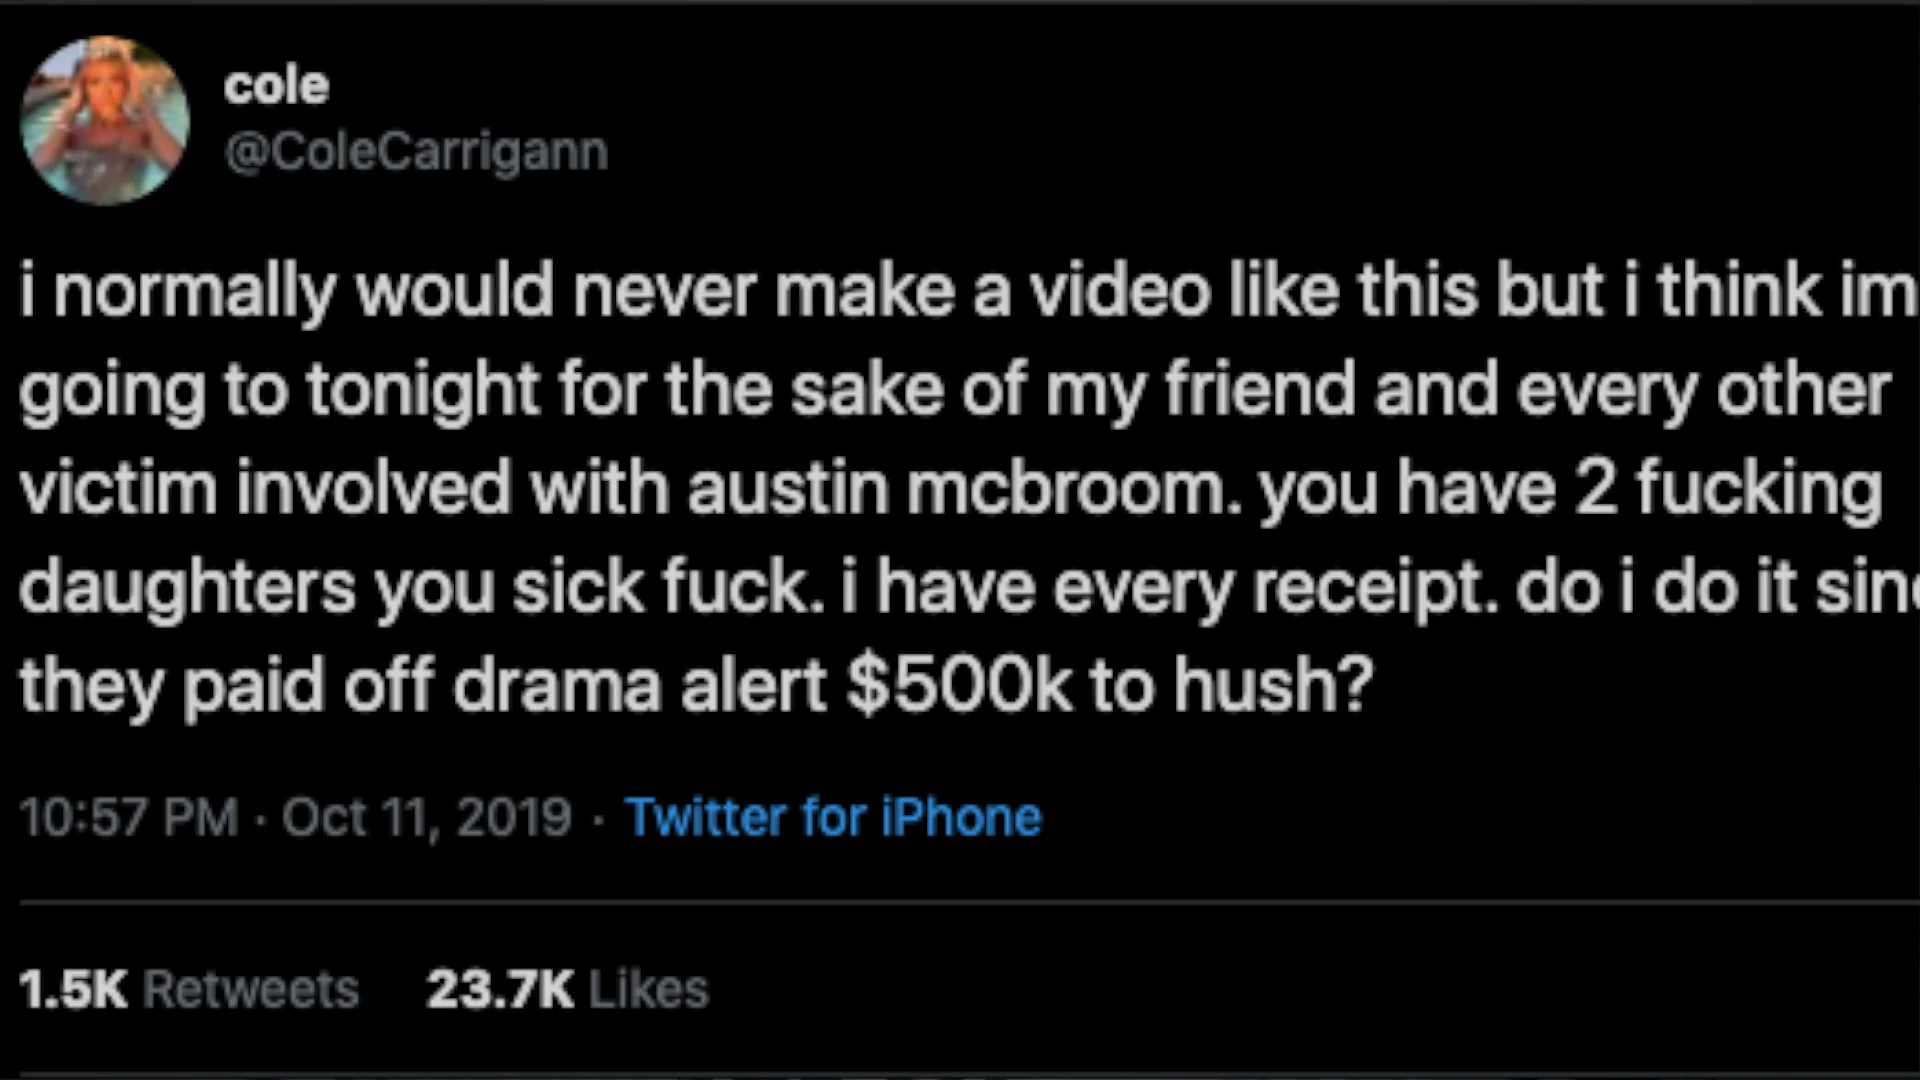 cole
@ColeCarrigann
i normally would never make a video like this but i think im
going to tonight for the sake of my friend and every other
victim involved with austin mcbroom. you have 2 fucking
daughters you sick fuck. i have every receipt. do i do it sinc
they paid off drama alert $500k to hush?
10:57 PM · Oct 11, 2019 · Twitter for iPhone
1.5K Retweets 23.7K Likes